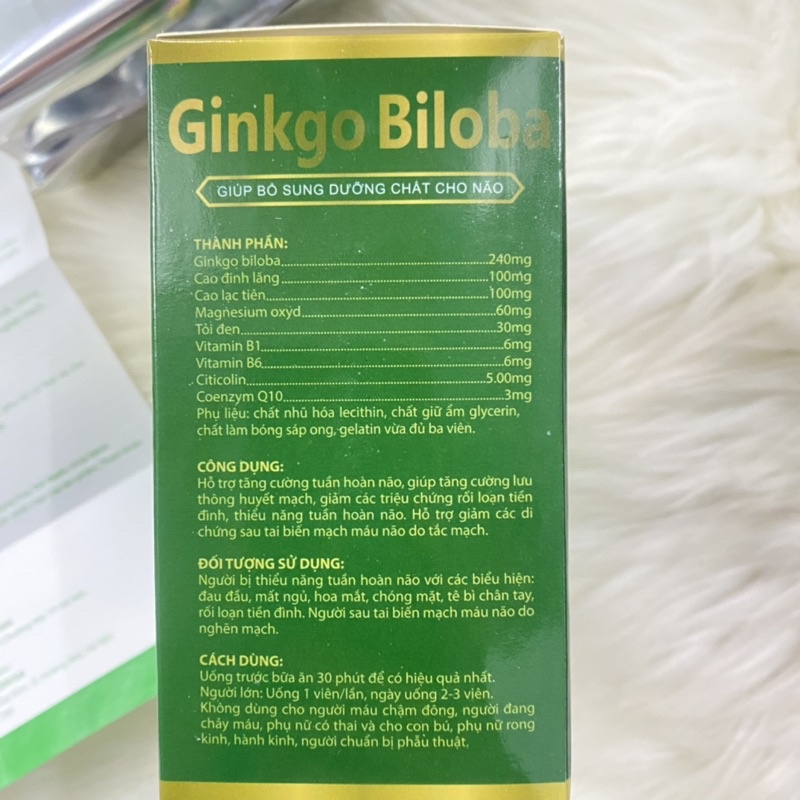 Ginkgo Biloba
GIÚP BỔ SUNG DƯỠNG CHẤT CHO NÃO
THÀNH PHẦN:
Ginkgo biloba..................................................240mg
Cao đinh lăng..................................................100mg
Cao lạc tiên.....................................................100mg
Magnesium oxyd..............................................60mg
Tỏi đen.............................................................30mg
Vitamin B1..........................................................6mg
Vitamin B6..........................................................6mg
Citicolin.........................................................5.00mg
Coenzym Q10.....................................................3mg
Phụ liệu: chất nhũ hóa lecithin, chất giữ ẩm glycerin,
chất làm bóng sáp ong, gelatin vừa đủ ba viên.
CÔNG DỤNG:
Hỗ trợ tăng cường tuần hoàn não, giúp tăng cường lưu
thông huyết mạch, giảm các triệu chứng rối loạn tiền
đình, thiểu năng tuần hoàn não. Hỗ trợ giảm các di
chứng sau tai biến mạch máu não do tắc mạch.
ĐỐI TƯỢNG SỬ DỤNG:
Người bị thiểu năng tuần hoàn não với các biểu hiện:
đau đầu, mất ngủ, hoa mắt, chóng mặt, tê bì chân tay,
rối loạn tiền đình. Người sau tai biến mạch máu não do
nghẽn mạch.
CÁCH DÙNG:
Uống trước bữa ăn 30 phút để có hiệu quả nhất.
Người lớn: Uống 1 viên/lần, ngày uống 2-3 viên.
Không dùng cho người máu chậm đông, người đang
chảy máu, phụ nữ có thai và cho con bú, phụ nữ rong
kinh, hành kinh, người chuẩn bị phẫu thuật.